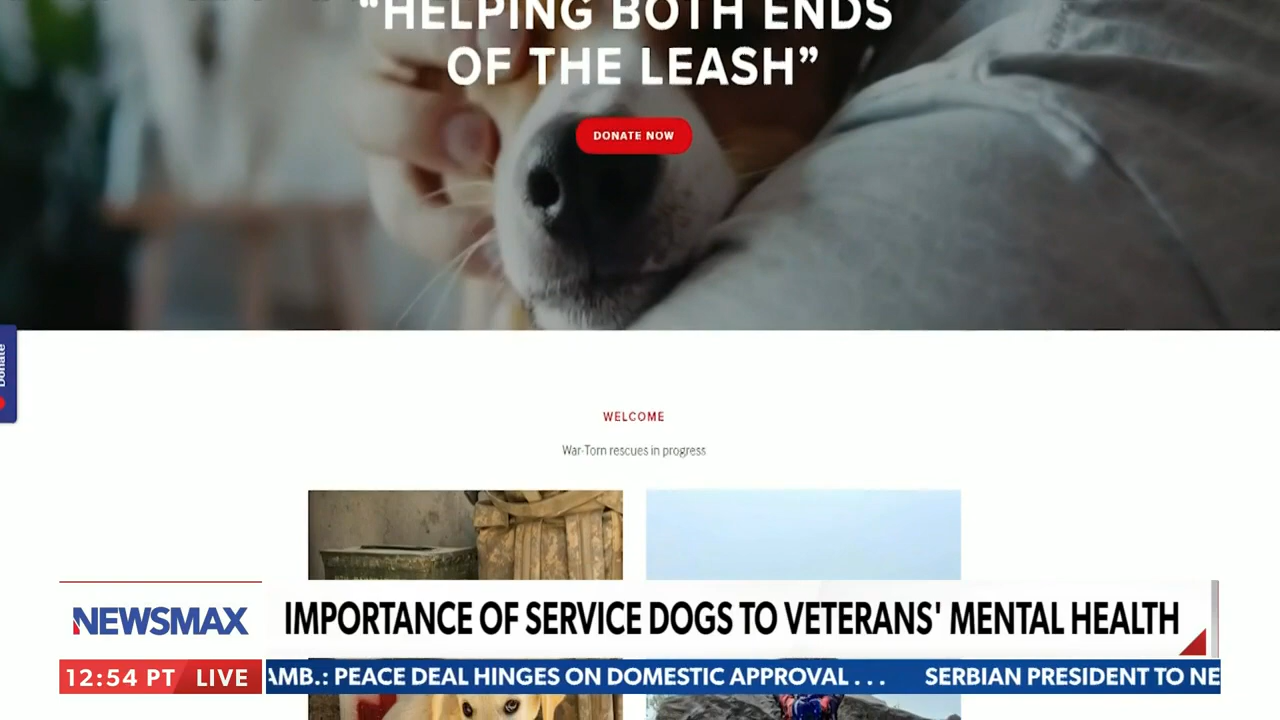 “HELPING BOTH ENDS
OF THE LEASH”
DONATE NOW
Donate
WELCOME
War-Torn rescues in progress
NEWSMAX
IMPORTANCE OF SERVICE DOGS TO VETERANS' MENTAL HEALTH
12:54 PT LIVE
AMB.: PEACE DEAL HINGES ON DOMESTIC APPROVAL . . . SERBIAN PRESIDENT TO NE